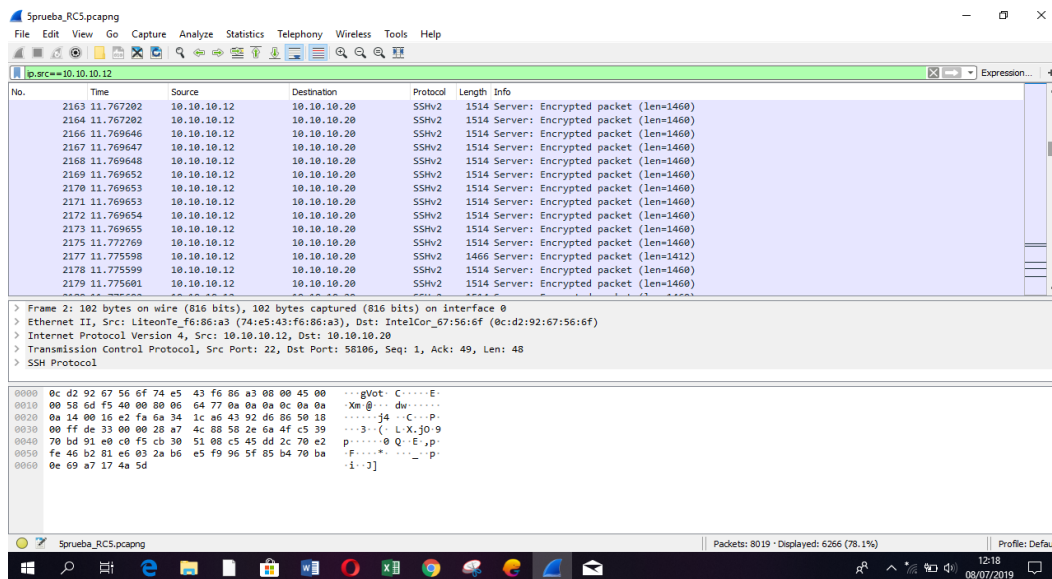 5prueba_RC5.pcapng
File Edit View Go Capture Analyze Statistics Telephony Wireless Tools Help
ip.src==10.10.10.12 Expression... +
No. Time Source Destination Protocol Length Info
2163 11.767202 10.10.10.12 10.10.10.20 SSHv2 1514 Server: Encrypted packet (len=1460)
2164 11.767202 10.10.10.12 10.10.10.20 SSHv2 1514 Server: Encrypted packet (len=1460)
2166 11.769646 10.10.10.12 10.10.10.20 SSHv2 1514 Server: Encrypted packet (len=1460)
2167 11.769647 10.10.10.12 10.10.10.20 SSHv2 1514 Server: Encrypted packet (len=1460)
2168 11.769648 10.10.10.12 10.10.10.20 SSHv2 1514 Server: Encrypted packet (len=1460)
2169 11.769652 10.10.10.12 10.10.10.20 SSHv2 1514 Server: Encrypted packet (len=1460)
2170 11.769653 10.10.10.12 10.10.10.20 SSHv2 1514 Server: Encrypted packet (len=1460)
2171 11.769653 10.10.10.12 10.10.10.20 SSHv2 1514 Server: Encrypted packet (len=1460)
2172 11.769654 10.10.10.12 10.10.10.20 SSHv2 1514 Server: Encrypted packet (len=1460)
2173 11.769655 10.10.10.12 10.10.10.20 SSHv2 1514 Server: Encrypted packet (len=1460)
2175 11.772769 10.10.10.12 10.10.10.20 SSHv2 1514 Server: Encrypted packet (len=1460)
2177 11.775598 10.10.10.12 10.10.10.20 SSHv2 1466 Server: Encrypted packet (len=1412)
2178 11.775599 10.10.10.12 10.10.10.20 SSHv2 1514 Server: Encrypted packet (len=1460)
2179 11.775601 10.10.10.12 10.10.10.20 SSHv2 1514 Server: Encrypted packet (len=1460)
> Frame 2: 102 bytes on wire (816 bits), 102 bytes captured (816 bits) on interface 0
> Ethernet II, Src: LiteonTe_f6:86:a3 (74:e5:43:f6:86:a3), Dst: IntelCor_67:56:6f (0c:d2:92:67:56:6f)
> Internet Protocol Version 4, Src: 10.10.10.12, Dst: 10.10.10.20
> Transmission Control Protocol, Src Port: 22, Dst Port: 58106, Seq: 1, Ack: 49, Len: 48
> SSH Protocol
0000 0c d2 92 67 56 6f 74 e5 43 f6 86 a3 08 00 45 00 ···gVot· C·····E·
0010 00 58 6d f5 40 00 80 06 64 77 0a 0a 0a 0c 0a 0a ·Xm·@··· dw······
0020 0a 14 00 16 e2 fa 6a 34 1c a6 43 92 d6 86 50 18 ······j4 ··C···P·
0030 00 ff de 33 00 00 28 a7 4c 88 58 2e 6a 4f c5 39 ···3··(· L·X.jO·9
0040 70 bd 91 e0 c0 f5 cb 30 51 08 c5 45 dd 2c 70 e2 p······0 Q··E·,p·
0050 fe 46 b2 81 e6 03 2a b6 e5 f9 96 5f 85 b4 70 ba ·F····*· ···_··p·
0060 0e 69 a7 17 4a 5d ·i··J]
5prueba_RC5.pcapng Packets: 8019 · Displayed: 6266 (78.1%) Profile: Defau
12:18
08/07/2019